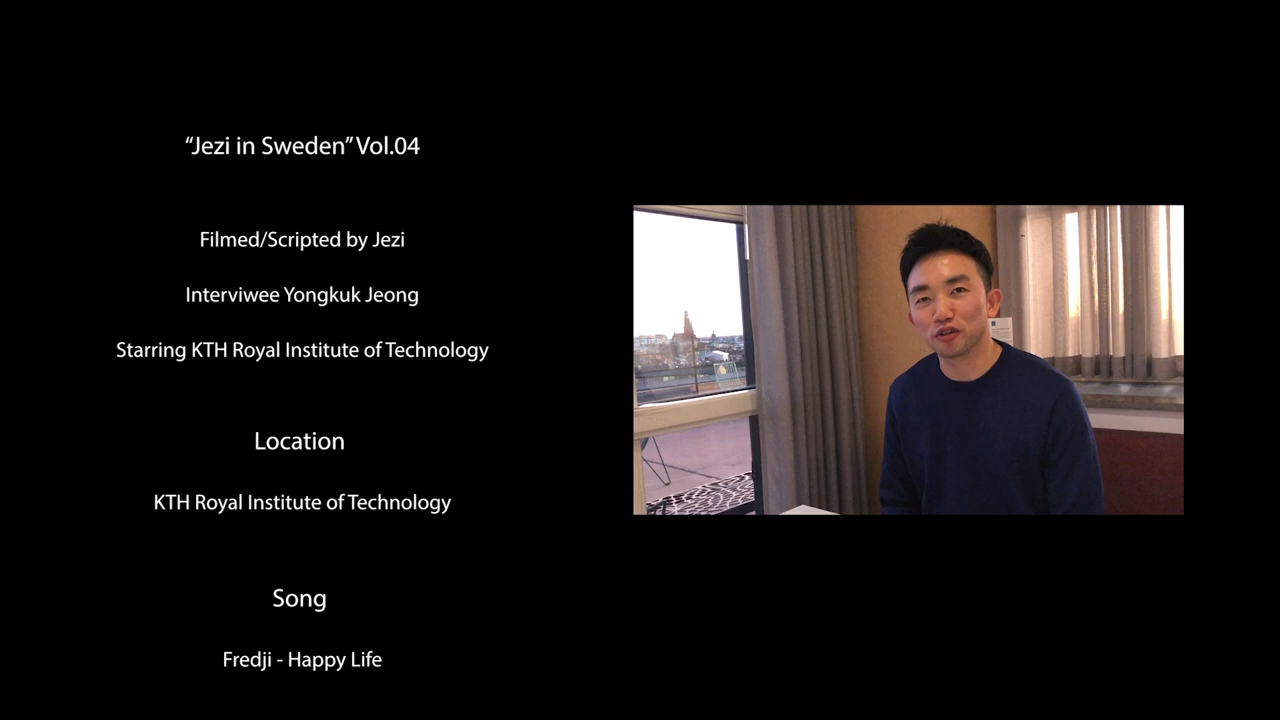 “Jezi in Sweden” Vol.04
Filmed/Scripted by Jezi
Interviwee Yongkuk Jeong
Starring KTH Royal Institute of Technology
Location
KTH Royal Institute of Technology
Song
Fredji - Happy Life